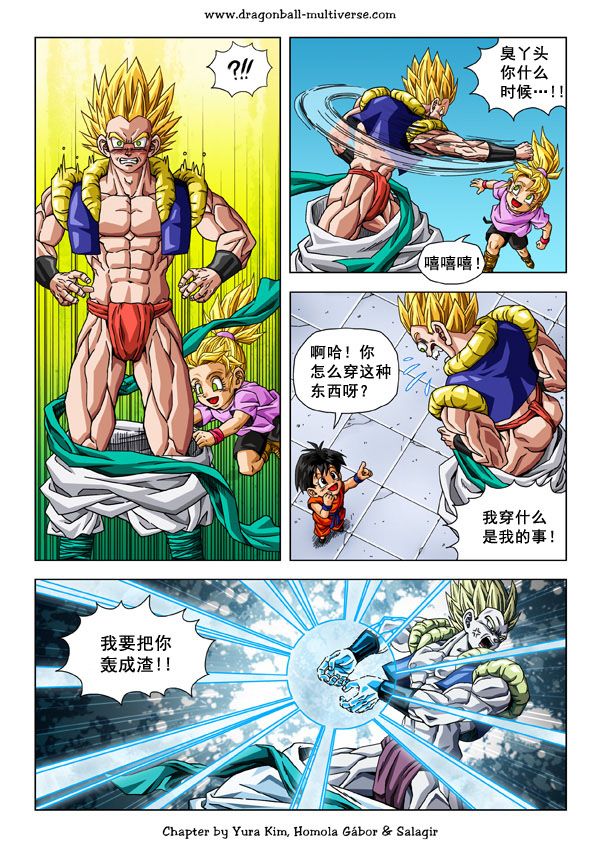 www.dragonball-multiverse.com
?!!
臭丫头
你什么
时候…!!
嘻嘻嘻!
啊哈!你
怎么穿这种
东西呀?
我穿什么
是我的事!
我要把你
轰成渣!!
Chapter by Yura Kim, Homola Gábor & Salagir